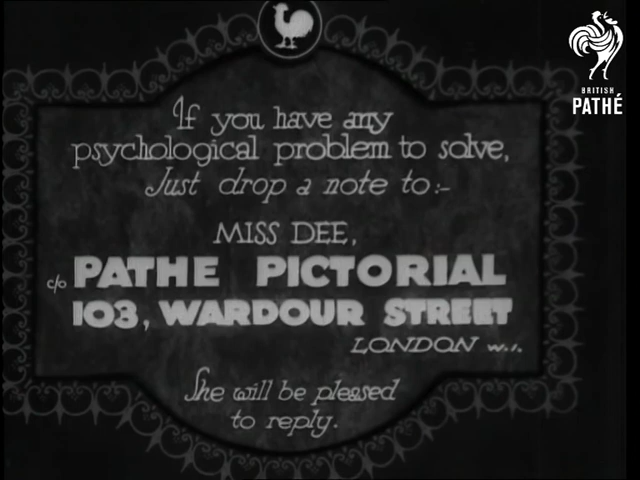 BRITISH
PATHÉ
If you have any
psychological problem to solve,
Just drop a note to:-
MISS DEE,
c/o PATHE PICTORIAL
103, WARDOUR STREET
LONDON W.1.
She will be pleased
to reply.